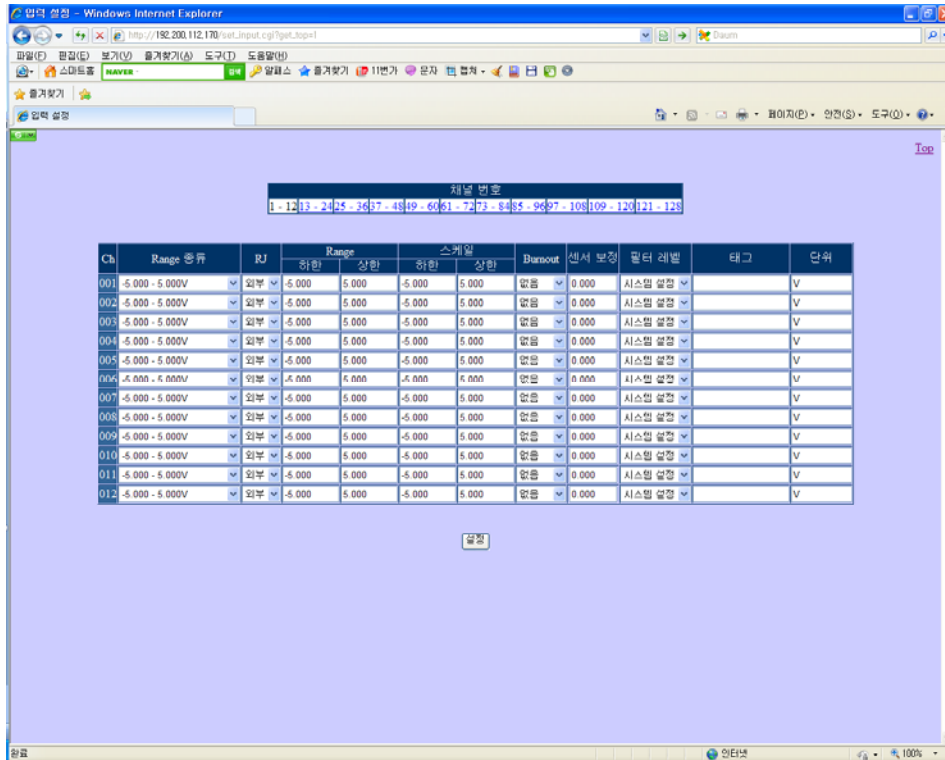 입력 설정 - Windows Internet Explorer
http://192.200.112.170/set_input.cgi?get_top=1
Daum
파일(F) 편집(E) 보기(V) 즐겨찾기(A) 도구(T) 도움말(H)
스마트홈 NAVER 검색 알패스 즐겨찾기 11번가 문자 캡쳐
즐겨찾기
입력 설정
페이지(P) 안전(S) 도구(O)
Top
채널 번호
1 - 12 13 - 24 25 - 36 37 - 48 49 - 60 61 - 72 73 - 84 85 - 96 97 - 108 109 - 120 121 - 128
Ch Range 종류 RJ Range 스케일 Burnout 센서 보정 필터 레벨 태그 단위
하한 상한 하한 상한
001 -5.000 - 5.000V 외부 -5.000 5.000 -5.000 5.000 없음 0.000 시스템 설정 V
002 -5.000 - 5.000V 외부 -5.000 5.000 -5.000 5.000 없음 0.000 시스템 설정 V
003 -5.000 - 5.000V 외부 -5.000 5.000 -5.000 5.000 없음 0.000 시스템 설정 V
004 -5.000 - 5.000V 외부 -5.000 5.000 -5.000 5.000 없음 0.000 시스템 설정 V
005 -5.000 - 5.000V 외부 -5.000 5.000 -5.000 5.000 없음 0.000 시스템 설정 V
006 -5.000 - 5.000V 외부 -5.000 5.000 -5.000 5.000 없음 0.000 시스템 설정 V
007 -5.000 - 5.000V 외부 -5.000 5.000 -5.000 5.000 없음 0.000 시스템 설정 V
008 -5.000 - 5.000V 외부 -5.000 5.000 -5.000 5.000 없음 0.000 시스템 설정 V
009 -5.000 - 5.000V 외부 -5.000 5.000 -5.000 5.000 없음 0.000 시스템 설정 V
010 -5.000 - 5.000V 외부 -5.000 5.000 -5.000 5.000 없음 0.000 시스템 설정 V
011 -5.000 - 5.000V 외부 -5.000 5.000 -5.000 5.000 없음 0.000 시스템 설정 V
012 -5.000 - 5.000V 외부 -5.000 5.000 -5.000 5.000 없음 0.000 시스템 설정 V
설정
완료 인터넷 100%